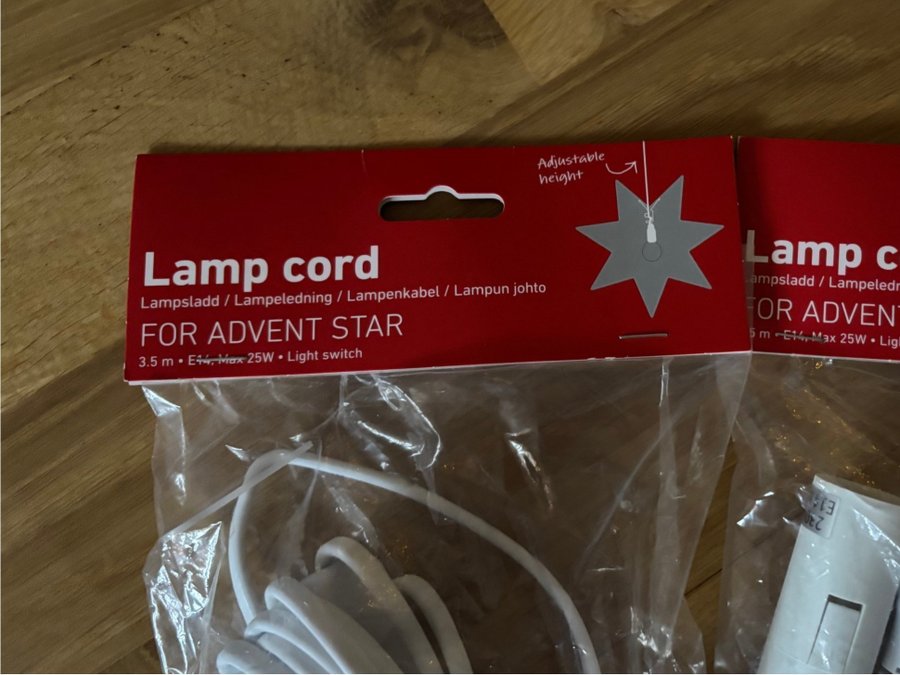 Adjustable
height
Lamp cord
Lampsladd / Lampeledning / Lampenkabel / Lampun johto
FOR ADVENT STAR
3.5 m • E14, Max 25W • Light switch
Lamp c
Lampsladd / Lampeledn
FOR ADVENT
5 m • E14, Max 25W • Lig